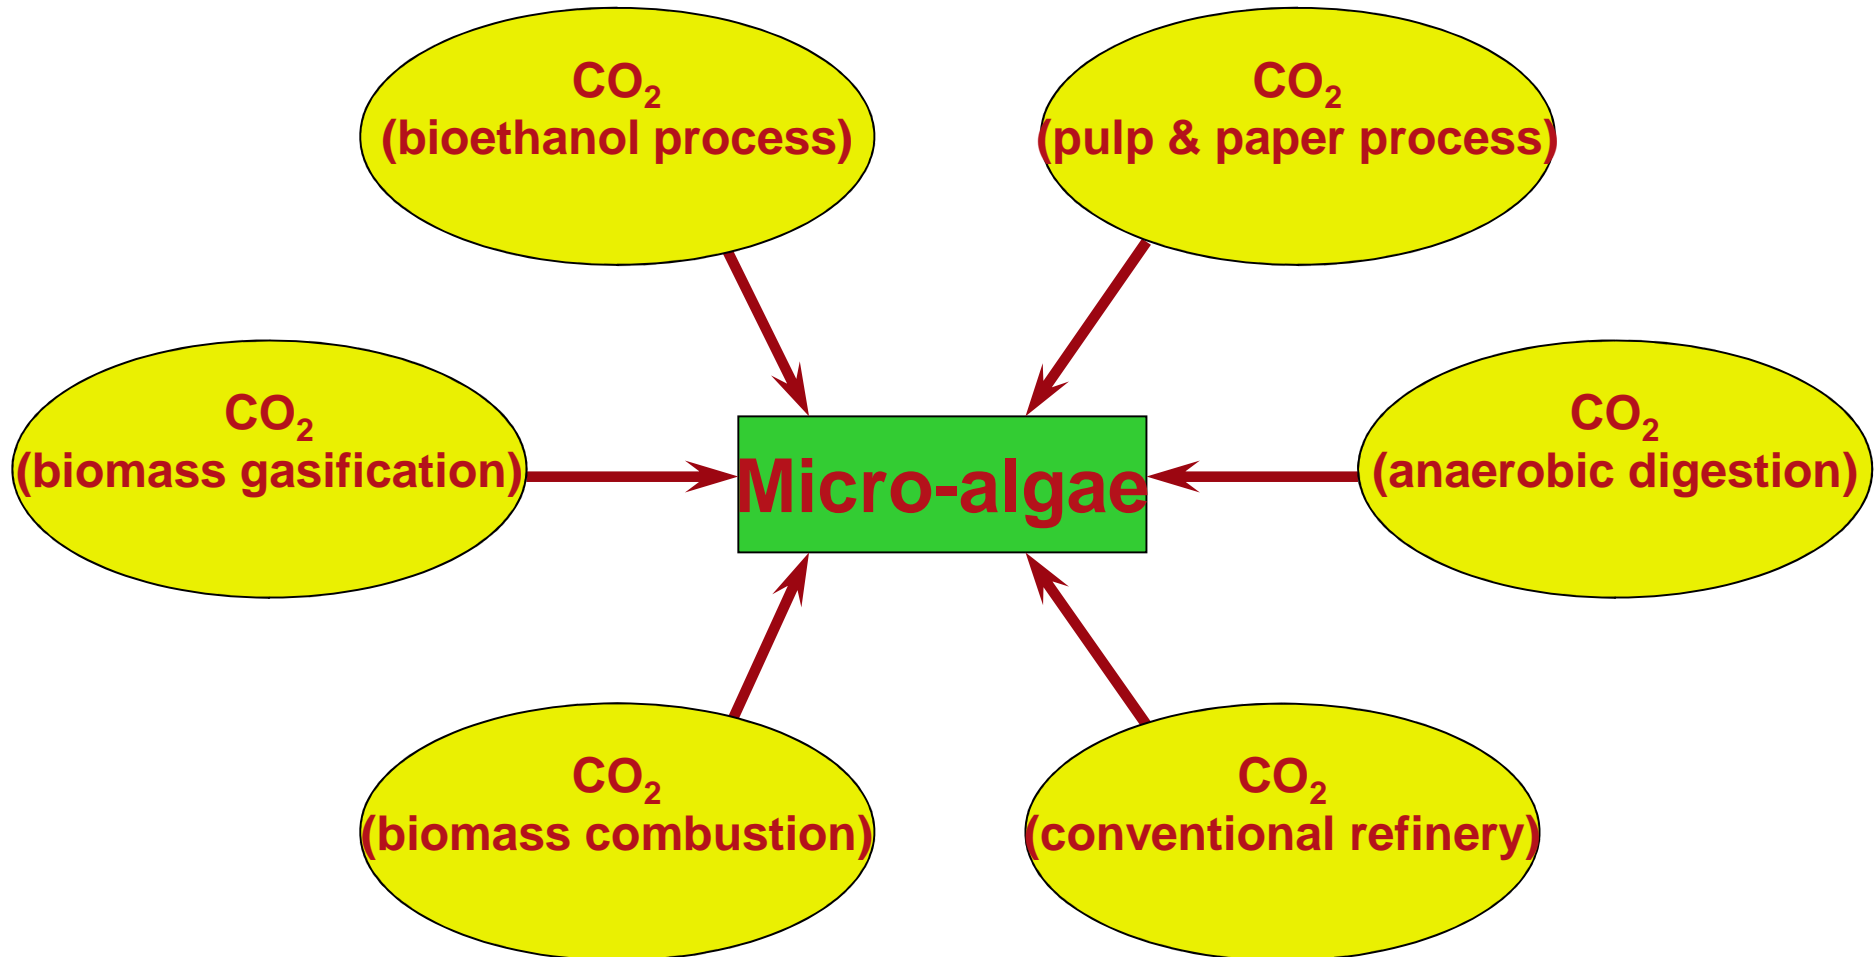 CO₂
(bioethanol process)
CO₂
(pulp & paper process)
CO₂
(biomass gasification)
Micro-algae
CO₂
(anaerobic digestion)
CO₂
(biomass combustion)
CO₂
(conventional refinery)